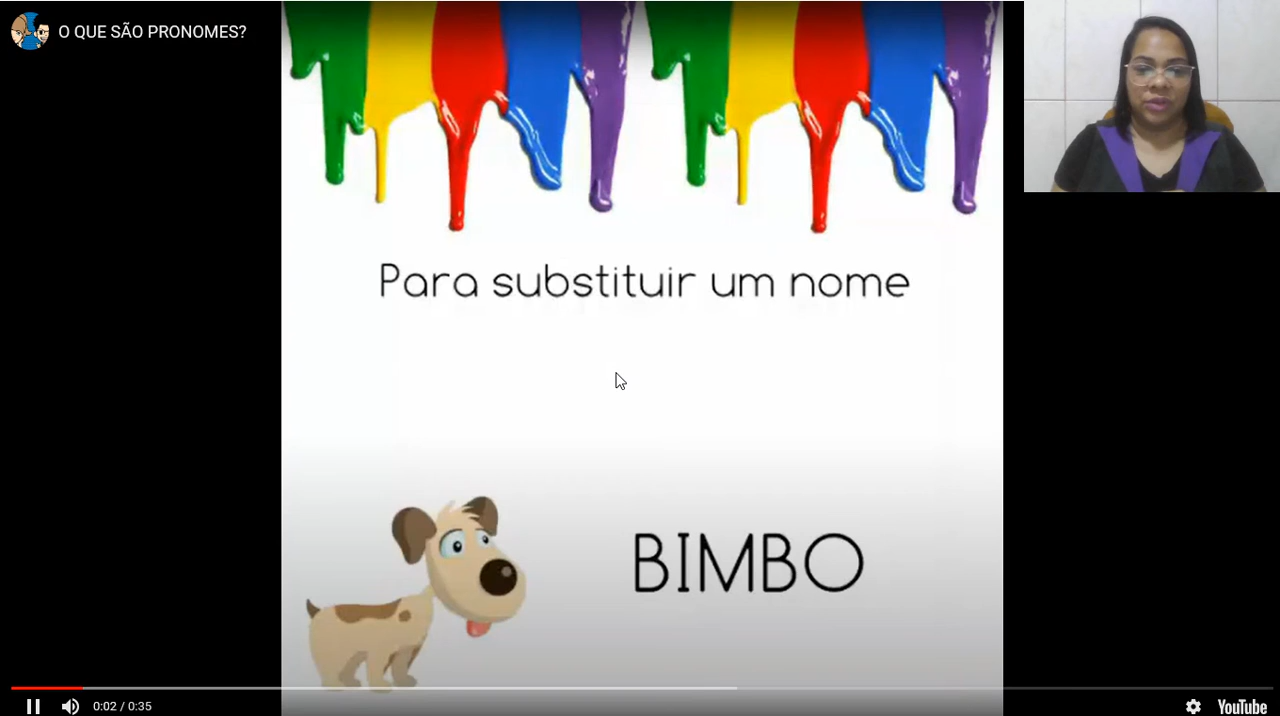 O QUE SÃO PRONOMES?
Para substituir um nome
BIMBO
0:02 / 0:35
YouTube